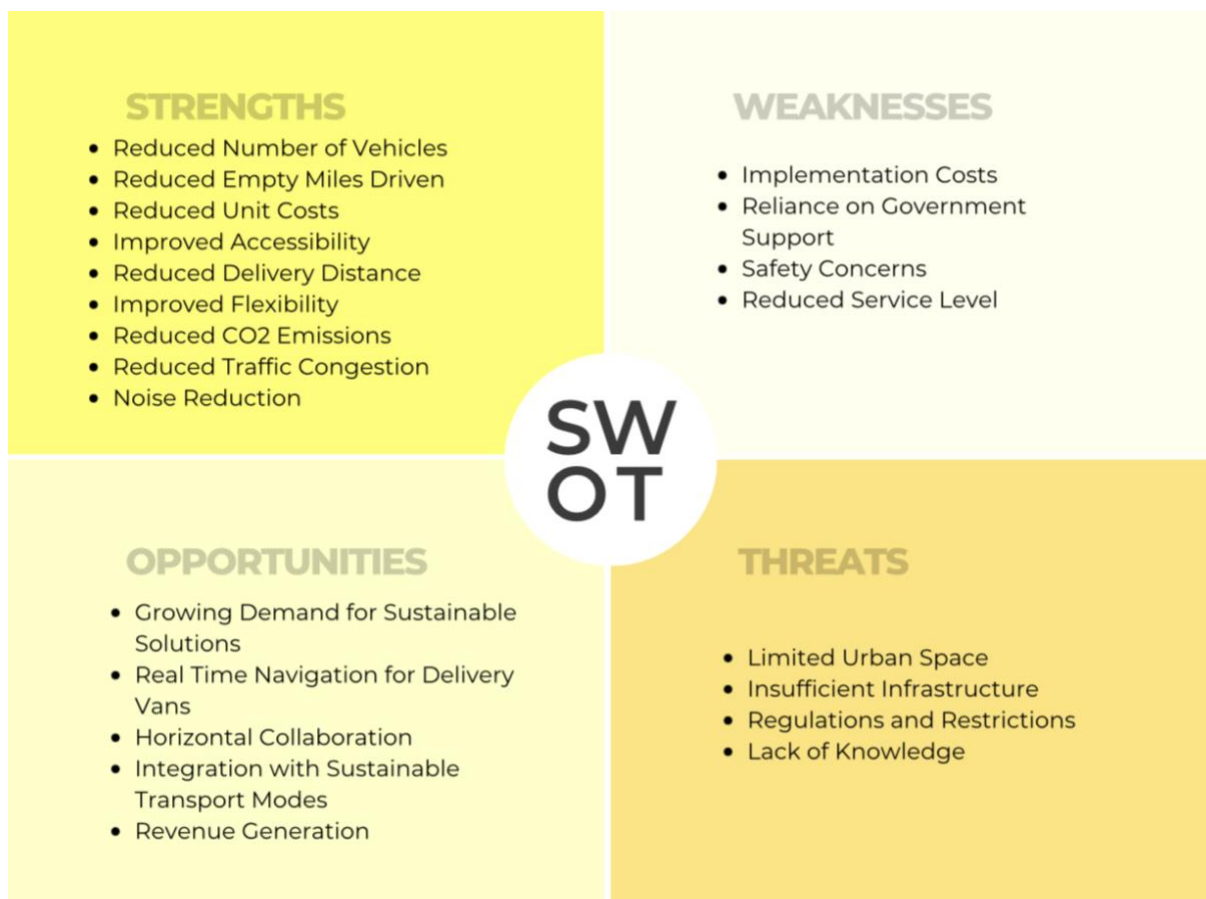 STRENGTHS
• Reduced Number of Vehicles
• Reduced Empty Miles Driven
• Reduced Unit Costs
• Improved Accessibility
• Reduced Delivery Distance
• Improved Flexibility
• Reduced CO2 Emissions
• Reduced Traffic Congestion
• Noise Reduction
WEAKNESSES
• Implementation Costs
• Reliance on Government
Support
• Safety Concerns
• Reduced Service Level
SW
OT
OPPORTUNITIES
• Growing Demand for Sustainable
Solutions
• Real Time Navigation for Delivery
Vans
• Horizontal Collaboration
• Integration with Sustainable
Transport Modes
• Revenue Generation
THREATS
• Limited Urban Space
• Insufficient Infrastructure
• Regulations and Restrictions
• Lack of Knowledge